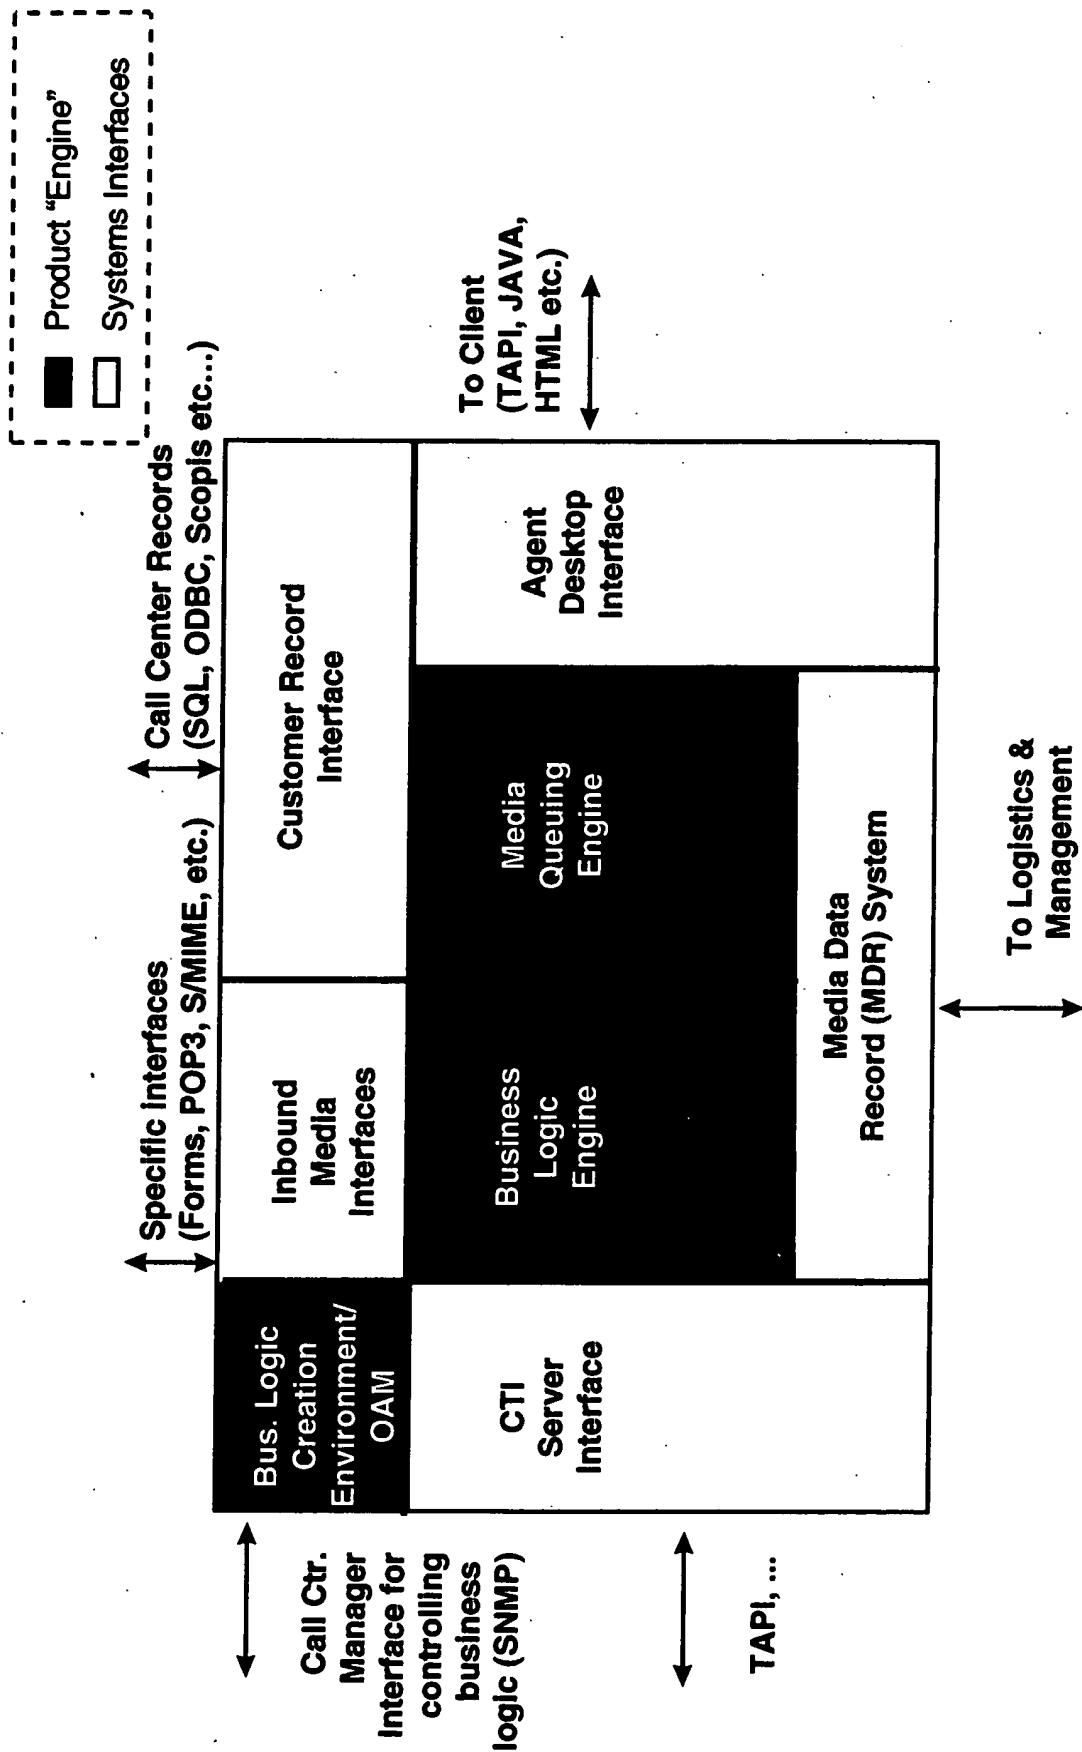 Product “Engine”
Systems Interfaces
Specific Interfaces
(Forms, POP3, S/MIME, etc.)
Call Center Records
(SQL, ODBC, Scopis etc...)
Call Ctr.
Manager
Interface for
controlling
business
logic (SNMP)
Bus. Logic
Creation
Environment/
OAM
Inbound
Media
Interfaces
Customer Record
Interface
To Client
(TAPI, JAVA,
HTML etc.)
TAPI, ...
CTI
Server
Interface
Business
Logic
Engine
Media
Queuing
Engine
Agent
Desktop
Interface
Media Data
Record (MDR) System
To Logistics &
Management